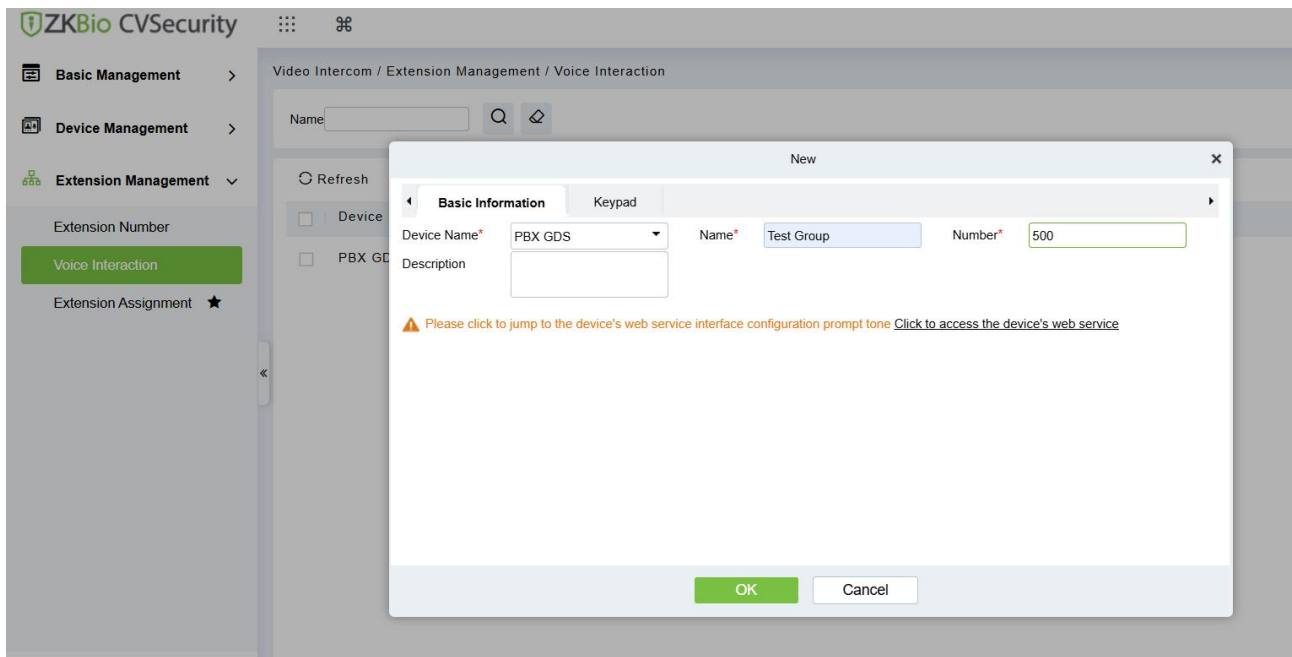 ZKBio CVSecurity
Basic Management
Device Management
Extension Management
Extension Number
Voice Interaction
Extension Assignment
Video Intercom / Extension Management / Voice Interaction
Name
Refresh
Device
PBX GD
New
Basic Information Keypad
Device Name* PBX GDS Name* Test Group Number* 500
Description
Please click to jump to the device's web service interface configuration prompt tone Click to access the device's web service
OK Cancel